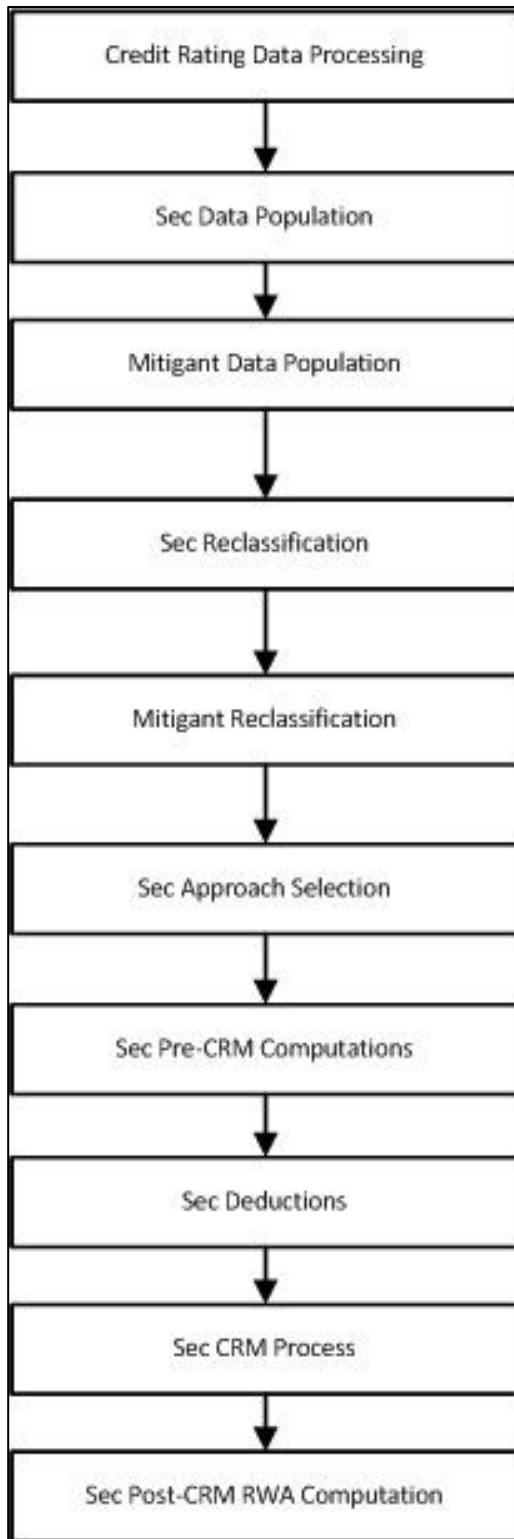 Credit Rating Data Processing
Sec Data Population
Mitigant Data Population
Sec Reclassification
Mitigant Reclassification
Sec Approach Selection
Sec Pre-CRM Computations
Sec Deductions
Sec CRM Process
Sec Post-CRM RWA Computation